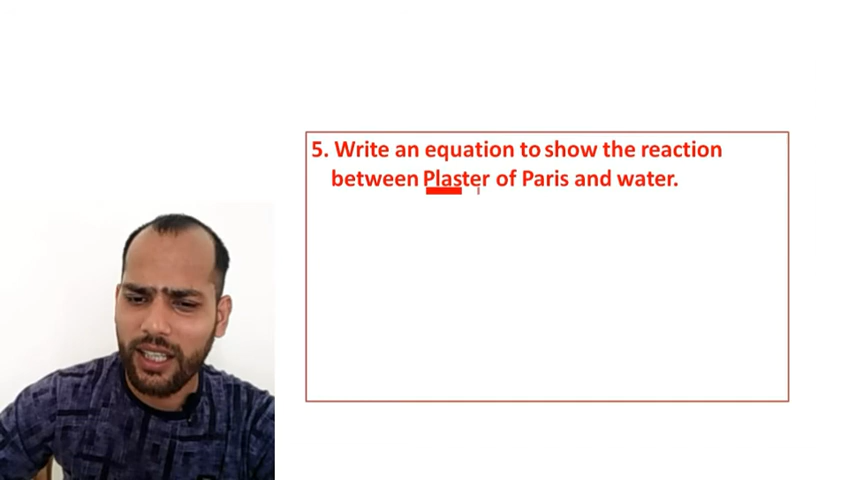 5. Write an equation to show the reaction
between Plaster of Paris and water.